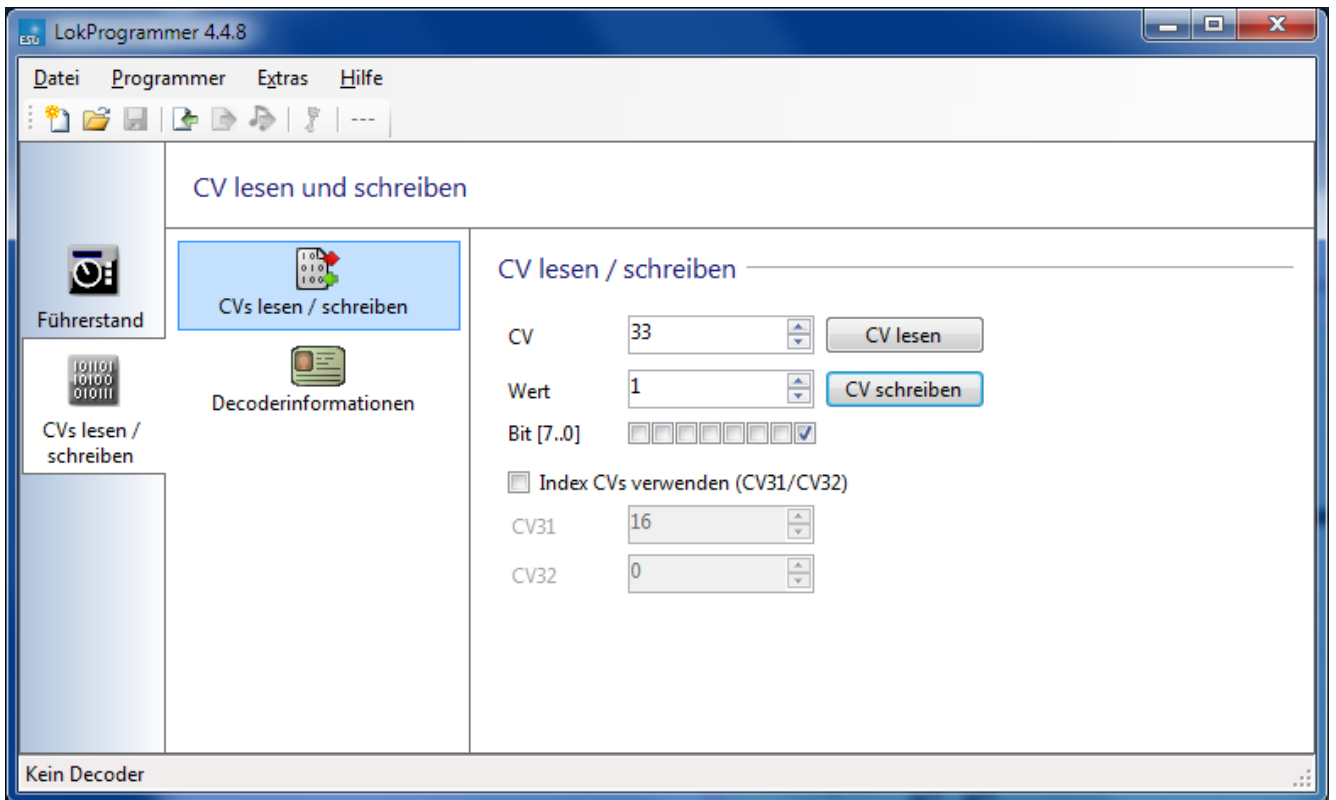 ESU LokProgrammer 4.4.8
Datei Programmer Extras Hilfe
---
CV lesen und schreiben
Führerstand
CVs lesen / schreiben
CVs lesen / schreiben
Decoderinformationen
CV lesen / schreiben
CV 33 CV lesen
Wert 1 CV schreiben
Bit [7..0]
Index CVs verwenden (CV31/CV32)
CV31 16
CV32 0
Kein Decoder